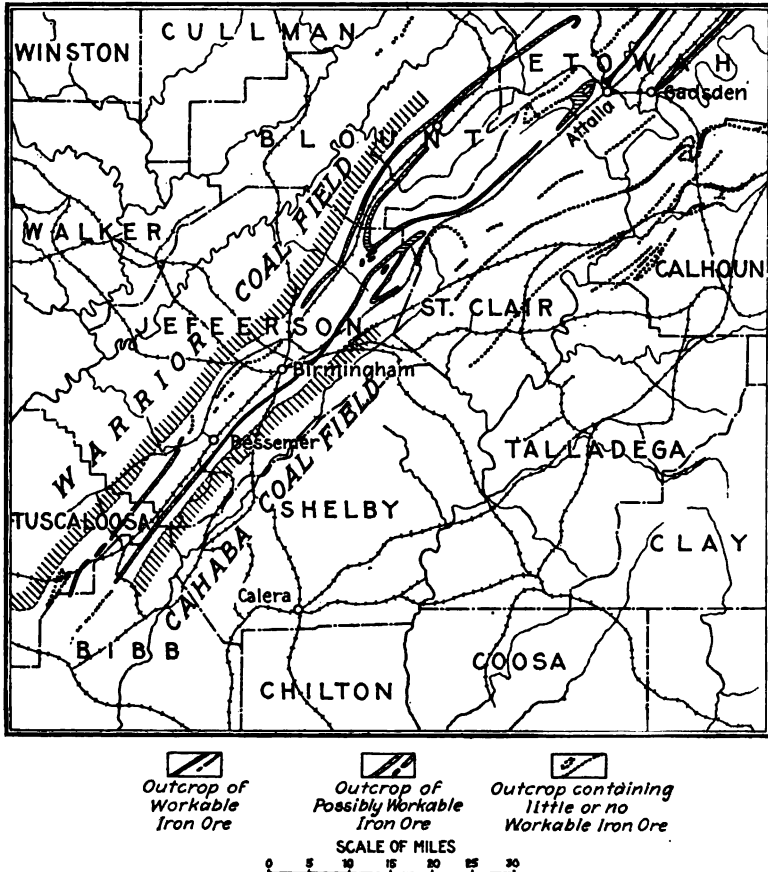 CULLMAN
WINSTON
ETOWAH
Gadsden
Attalla
BLOUNT
WALKER
COAL FIELD
CALHOUN
ST. CLAIR
JEFFERSON
Birmingham
WARRIOR
Bessemer
COAL FIELD
TALLADEGA
TUSCALOOSA
SHELBY
CLAY
CAHABA
Calera
BIBB
COOSA
CHILTON
Outcrop of
Workable
Iron Ore
Outcrop of
Possibly Workable
Iron Ore
Outcrop containing
little or no
Workable Iron Ore
SCALE OF MILES
0 5 10 15 20 25 30